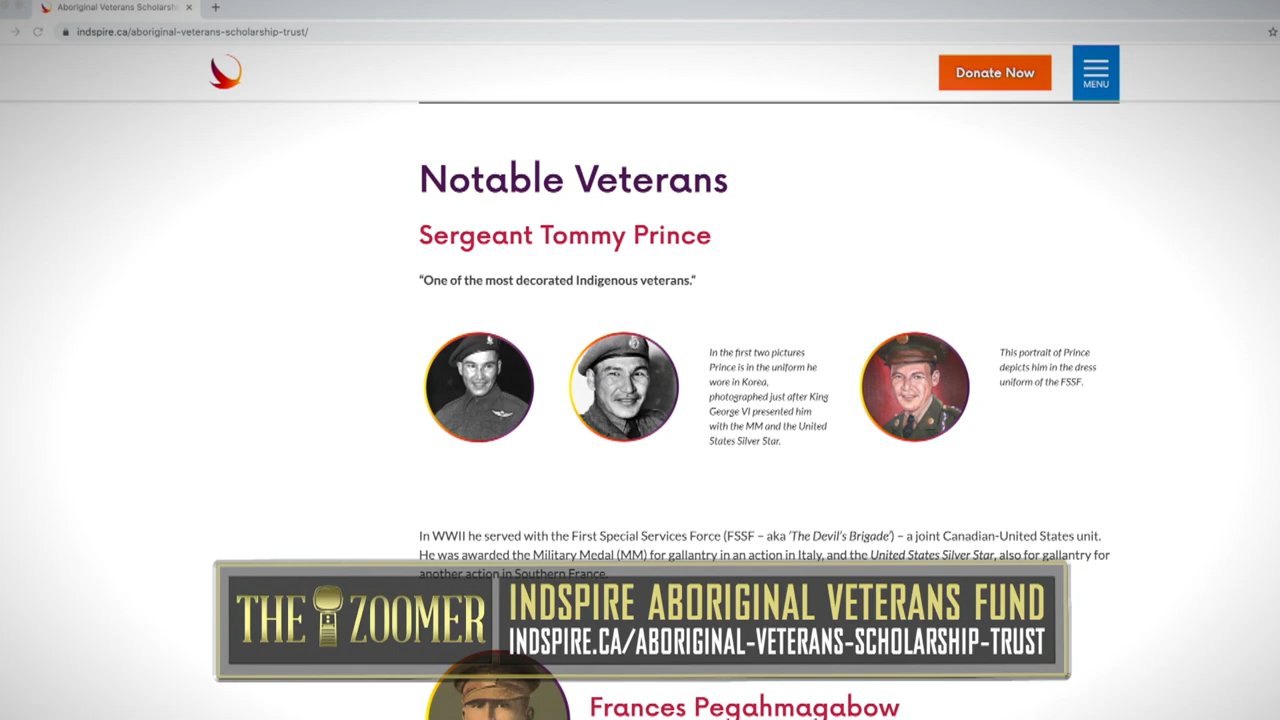 Aboriginal Veterans Scholarsh
indspire.ca/aboriginal-veterans-scholarship-trust/
Donate Now
MENU
Notable Veterans
Sergeant Tommy Prince
“One of the most decorated Indigenous veterans.”
In the first two pictures
Prince is in the uniform he
wore in Korea,
photographed just after King
George VI presented him
with the MM and the United
States Silver Star.
This portrait of Prince
depicts him in the dress
uniform of the FSSF.
In WWII he served with the First Special Services Force (FSSF – aka ‘The Devil’s Brigade’) – a joint Canadian-United States unit.
He was awarded the Military Medal (MM) for gallantry in an action in Italy, and the United States Silver Star, also for gallantry for
another action in Southern France.
THE ZOOMER
INDSPIRE ABORIGINAL VETERANS FUND
INDSPIRE.CA/ABORIGINAL-VETERANS-SCHOLARSHIP-TRUST
Frances Pegahmagabow